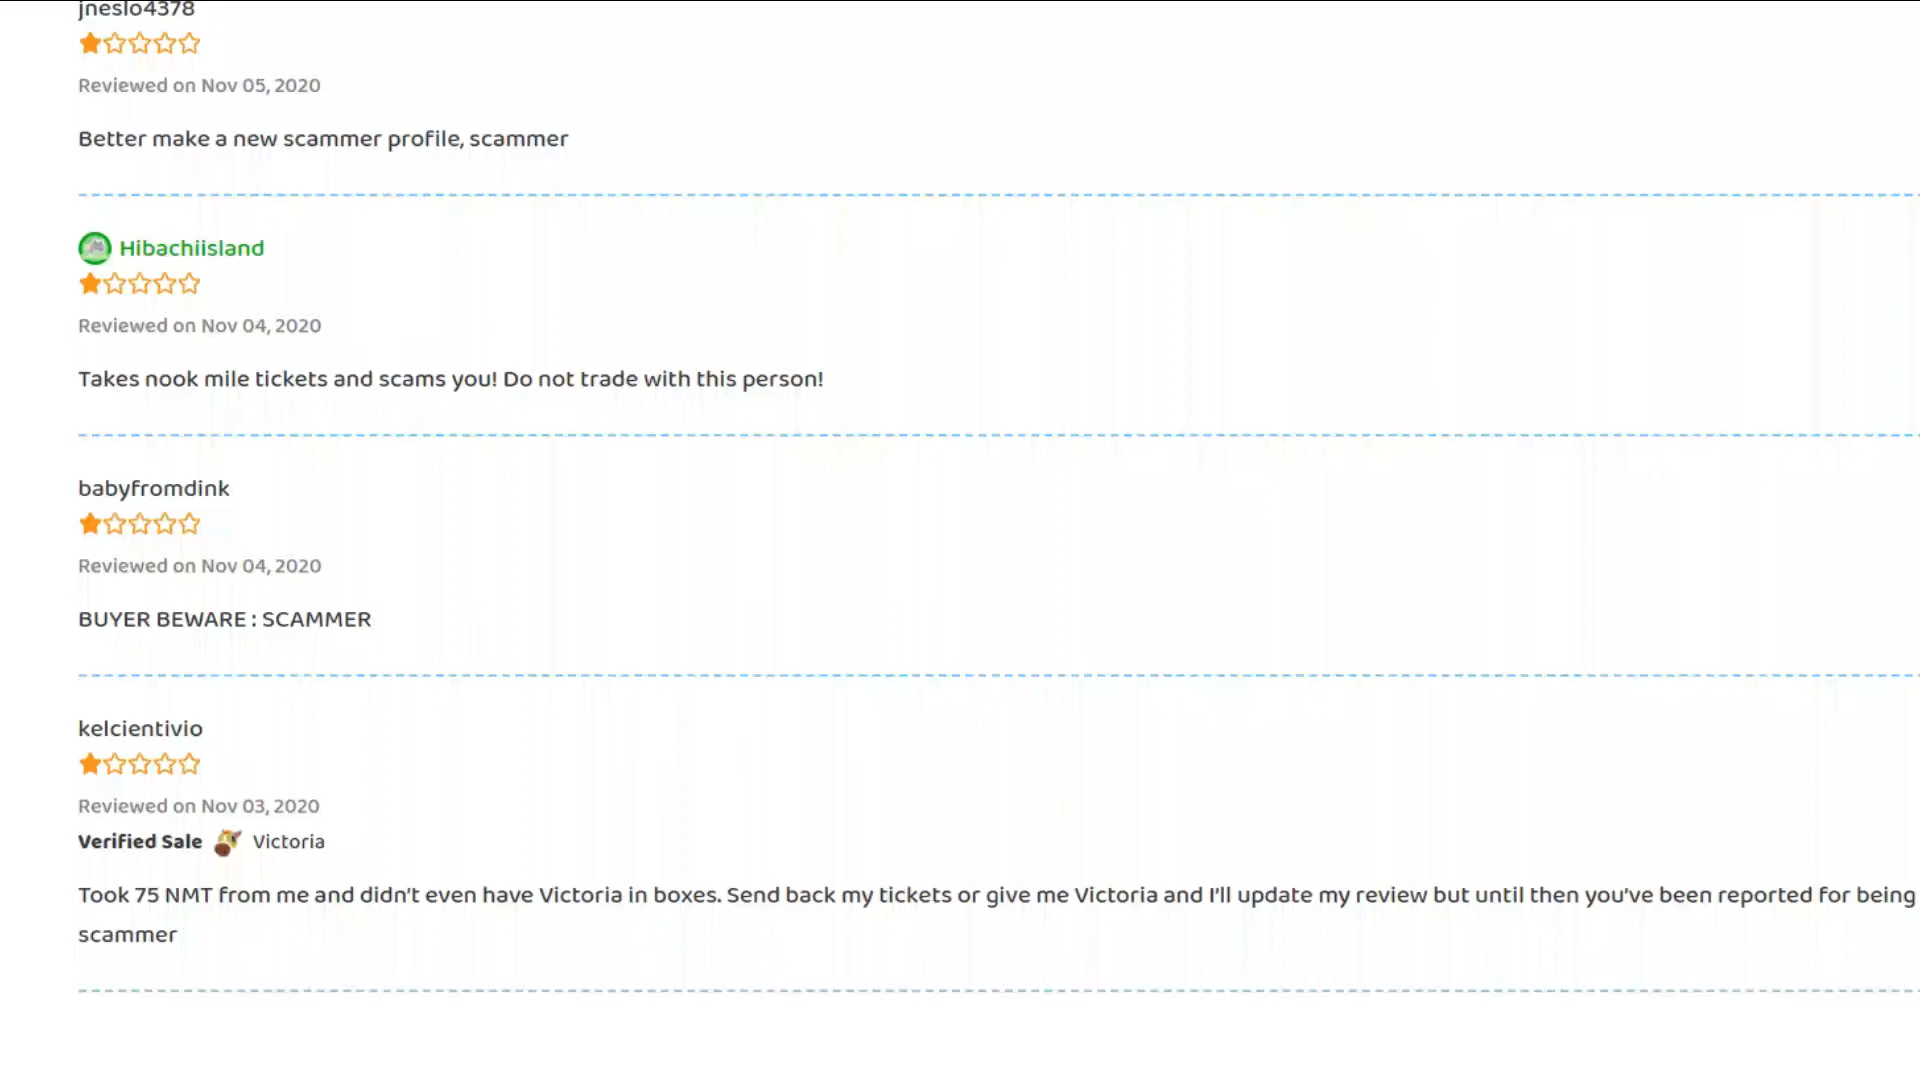 jneslo4378
Reviewed on Nov 05, 2020
Better make a new scammer profile, scammer
Hibachiisland
Reviewed on Nov 04, 2020
Takes nook mile tickets and scams you! Do not trade with this person!
babyfromdink
Reviewed on Nov 04, 2020
BUYER BEWARE : SCAMMER
kelcientivio
Reviewed on Nov 03, 2020
Verified Sale Victoria
Took 75 NMT from me and didn't even have Victoria in boxes. Send back my tickets or give me Victoria and I'll update my review but until then you've been reported for being
scammer